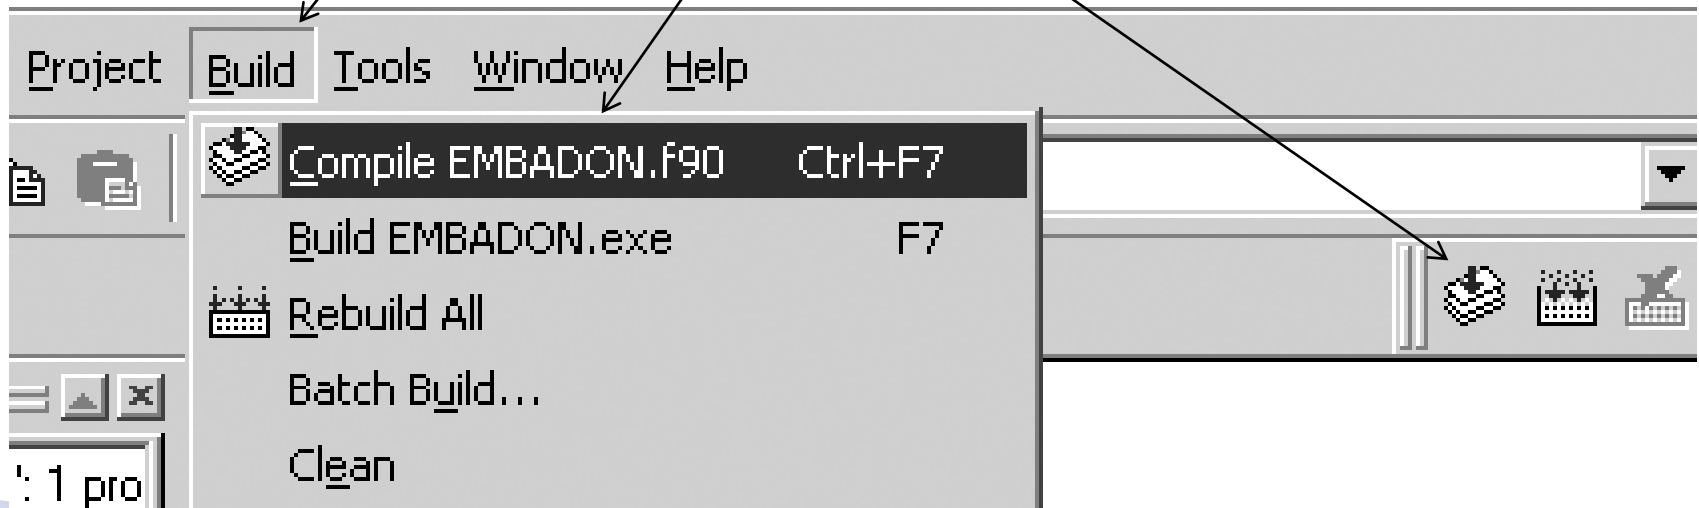 Project Build Tools Window Help
Compile EMBADON.f90 Ctrl+F7
Build EMBADON.exe F7
Rebuild All
Batch Build...
Clean
': 1 pro